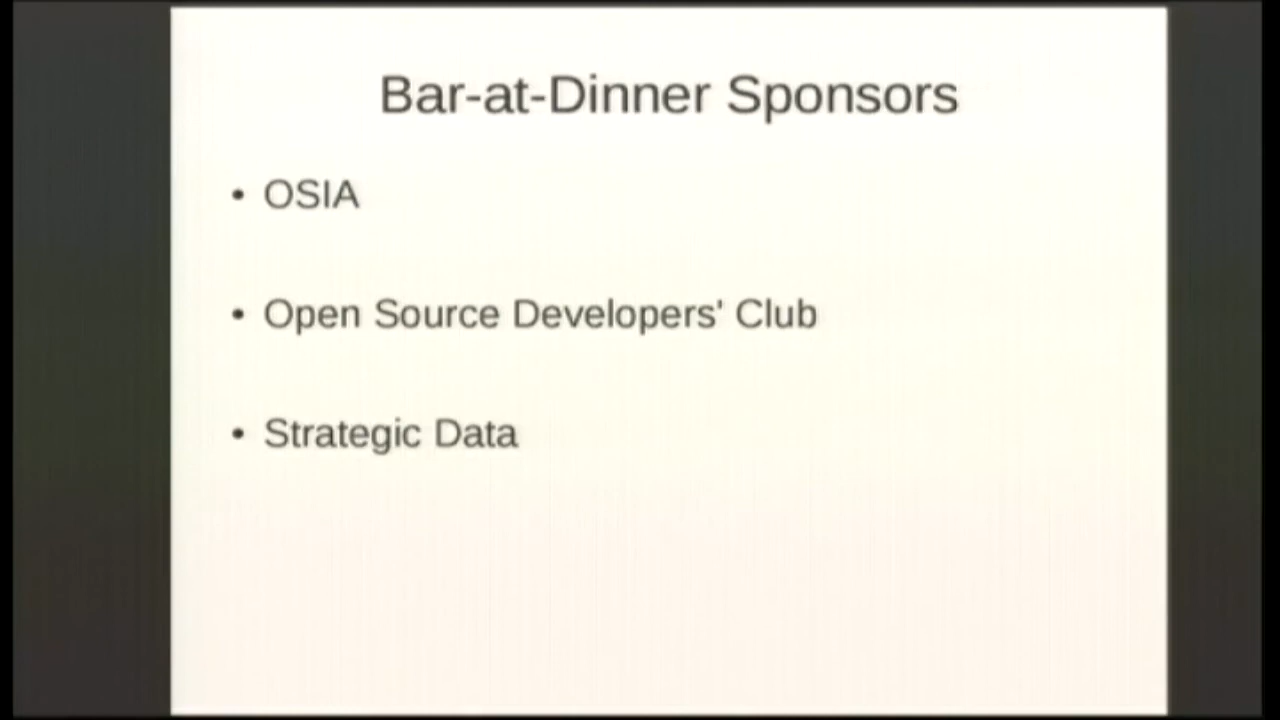 Bar-at-Dinner Sponsors
• OSIA
• Open Source Developers' Club
• Strategic Data